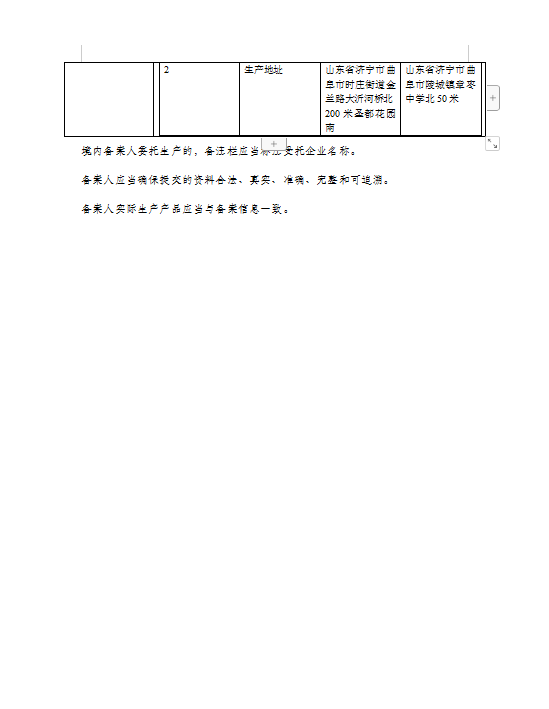 2
生产地址
山东省济宁市曲
阜市时庄街道金
兰路大沂河桥北
200 米圣都花园
南
山东省济宁市曲
阜市陵城镇章枣
中学北 50 米
境内备案人委托生产的，备注栏应当标注受托企业名称。
备案人应当确保提交的资料合法、真实、准确、完整和可追溯。
备案人实际生产产品应当与备案信息一致。